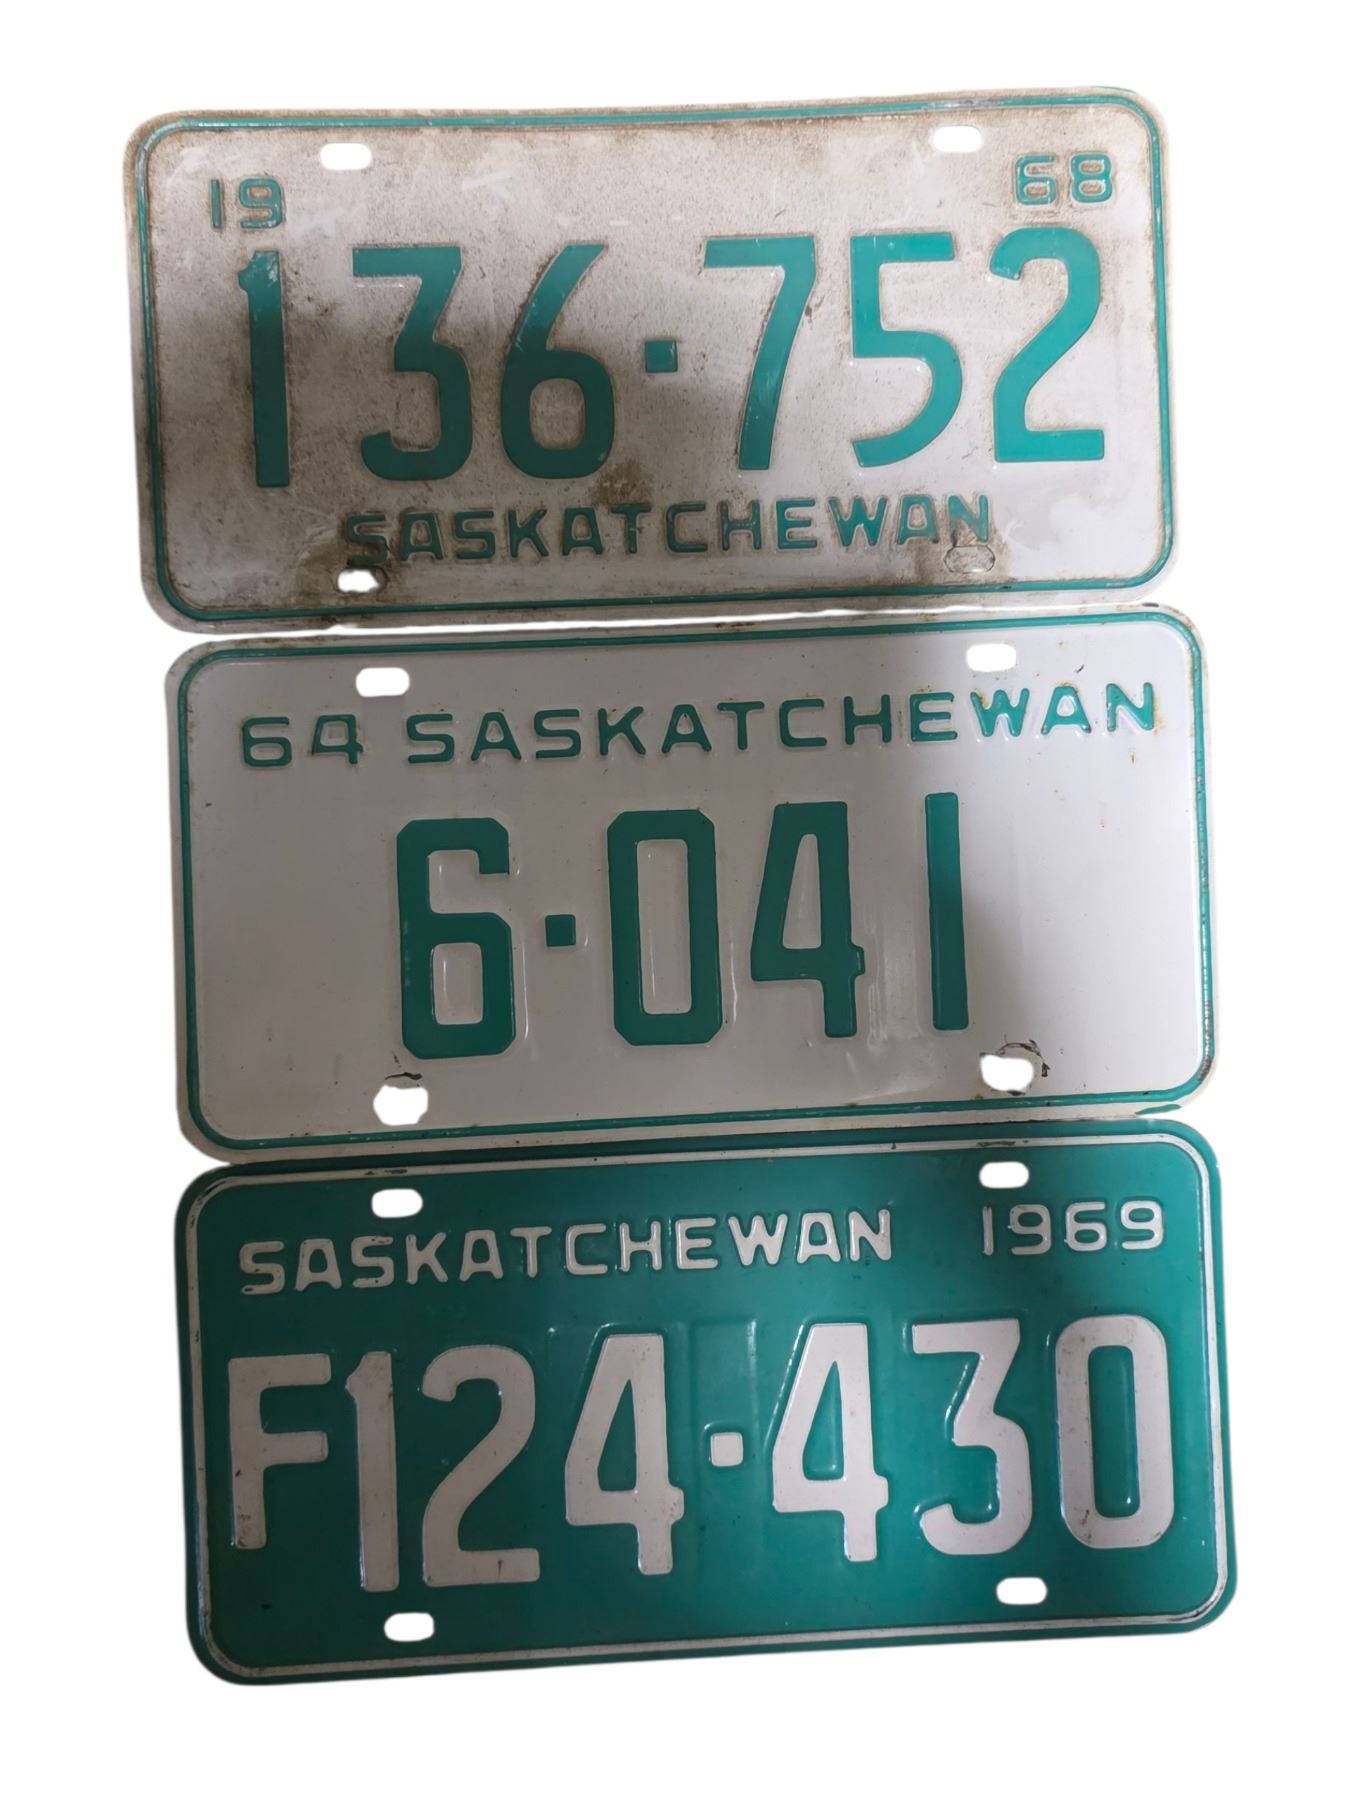 19 68
136·752
SASKATCHEWAN
64 SASKATCHEWAN
6·041
SASKATCHEWAN 1969
F124·430